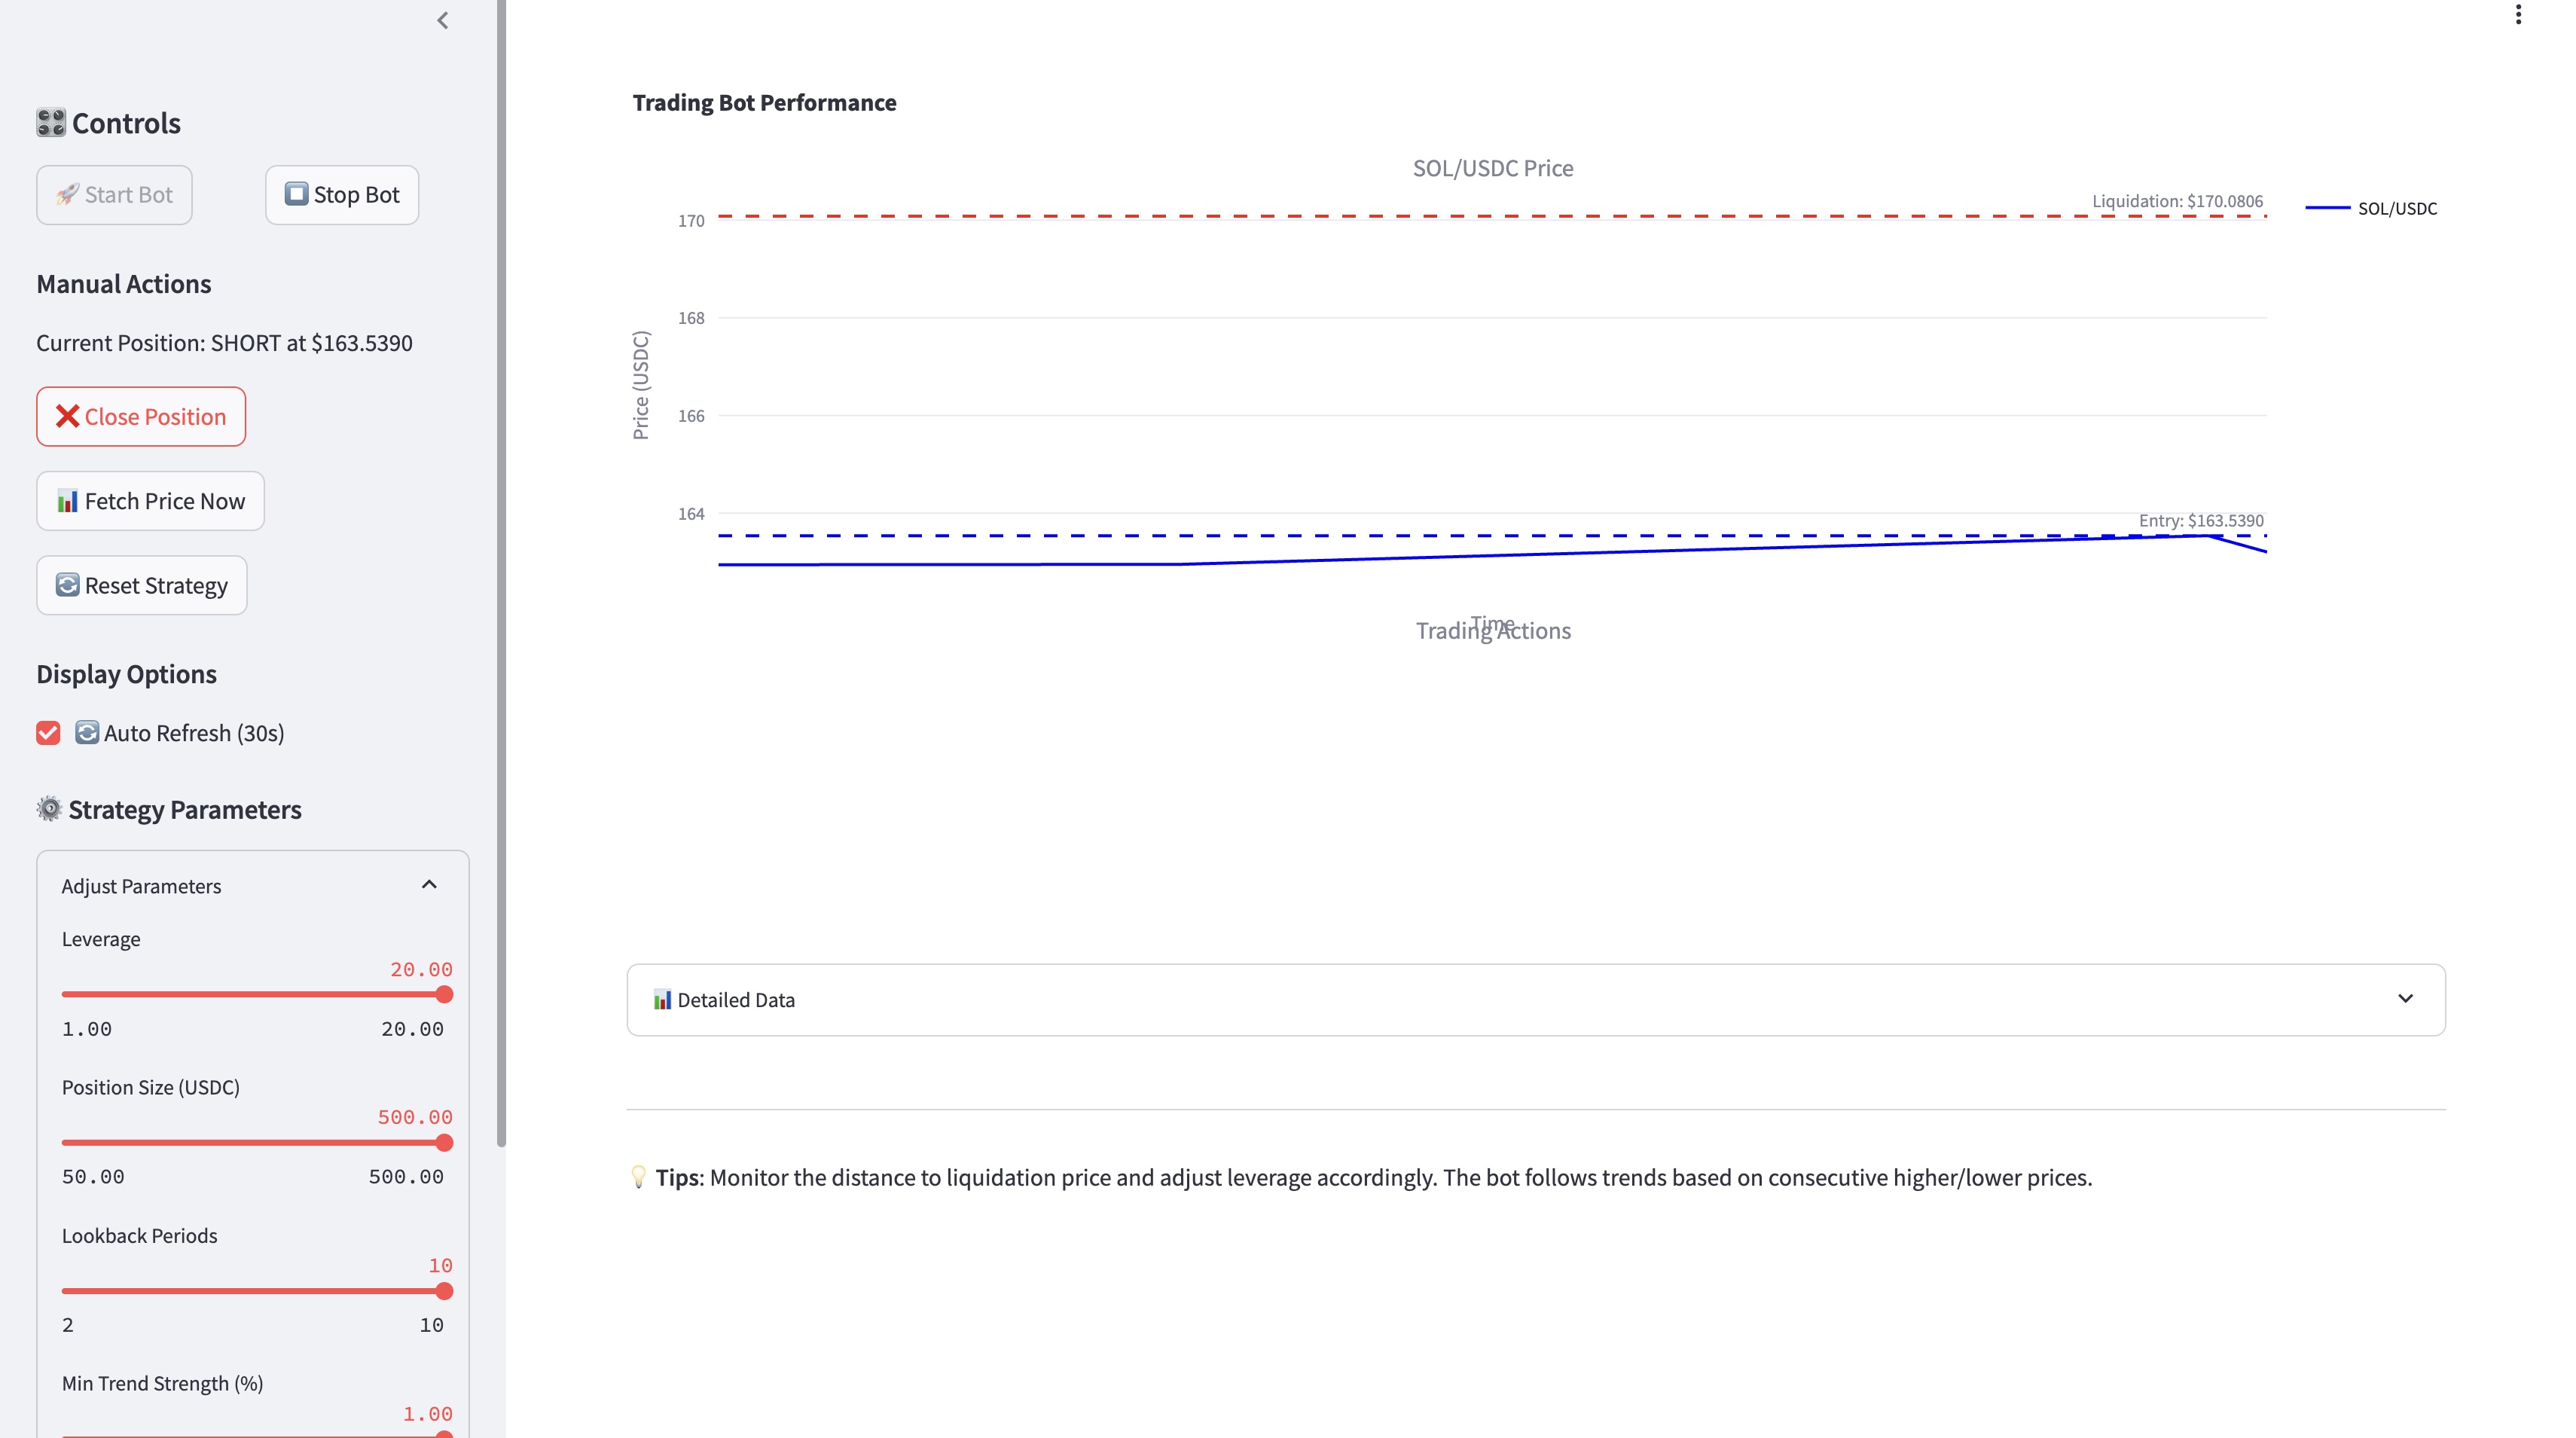 Controls
Start Bot
Stop Bot
Manual Actions
Current Position: SHORT at $163.5390
Close Position
Fetch Price Now
Reset Strategy
Display Options
Auto Refresh (30s)
Strategy Parameters
Adjust Parameters
Leverage
20.00
1.00 20.00
Position Size (USDC)
500.00
50.00 500.00
Lookback Periods
10
2 10
Min Trend Strength (%)
1.00
Trading Bot Performance
SOL/USDC Price
Liquidation: $170.0806
SOL/USDC
170
168
166
164
Price (USDC)
Entry: $163.5390
Time
Trading Actions
Detailed Data
Tips: Monitor the distance to liquidation price and adjust leverage accordingly. The bot follows trends based on consecutive higher/lower prices.